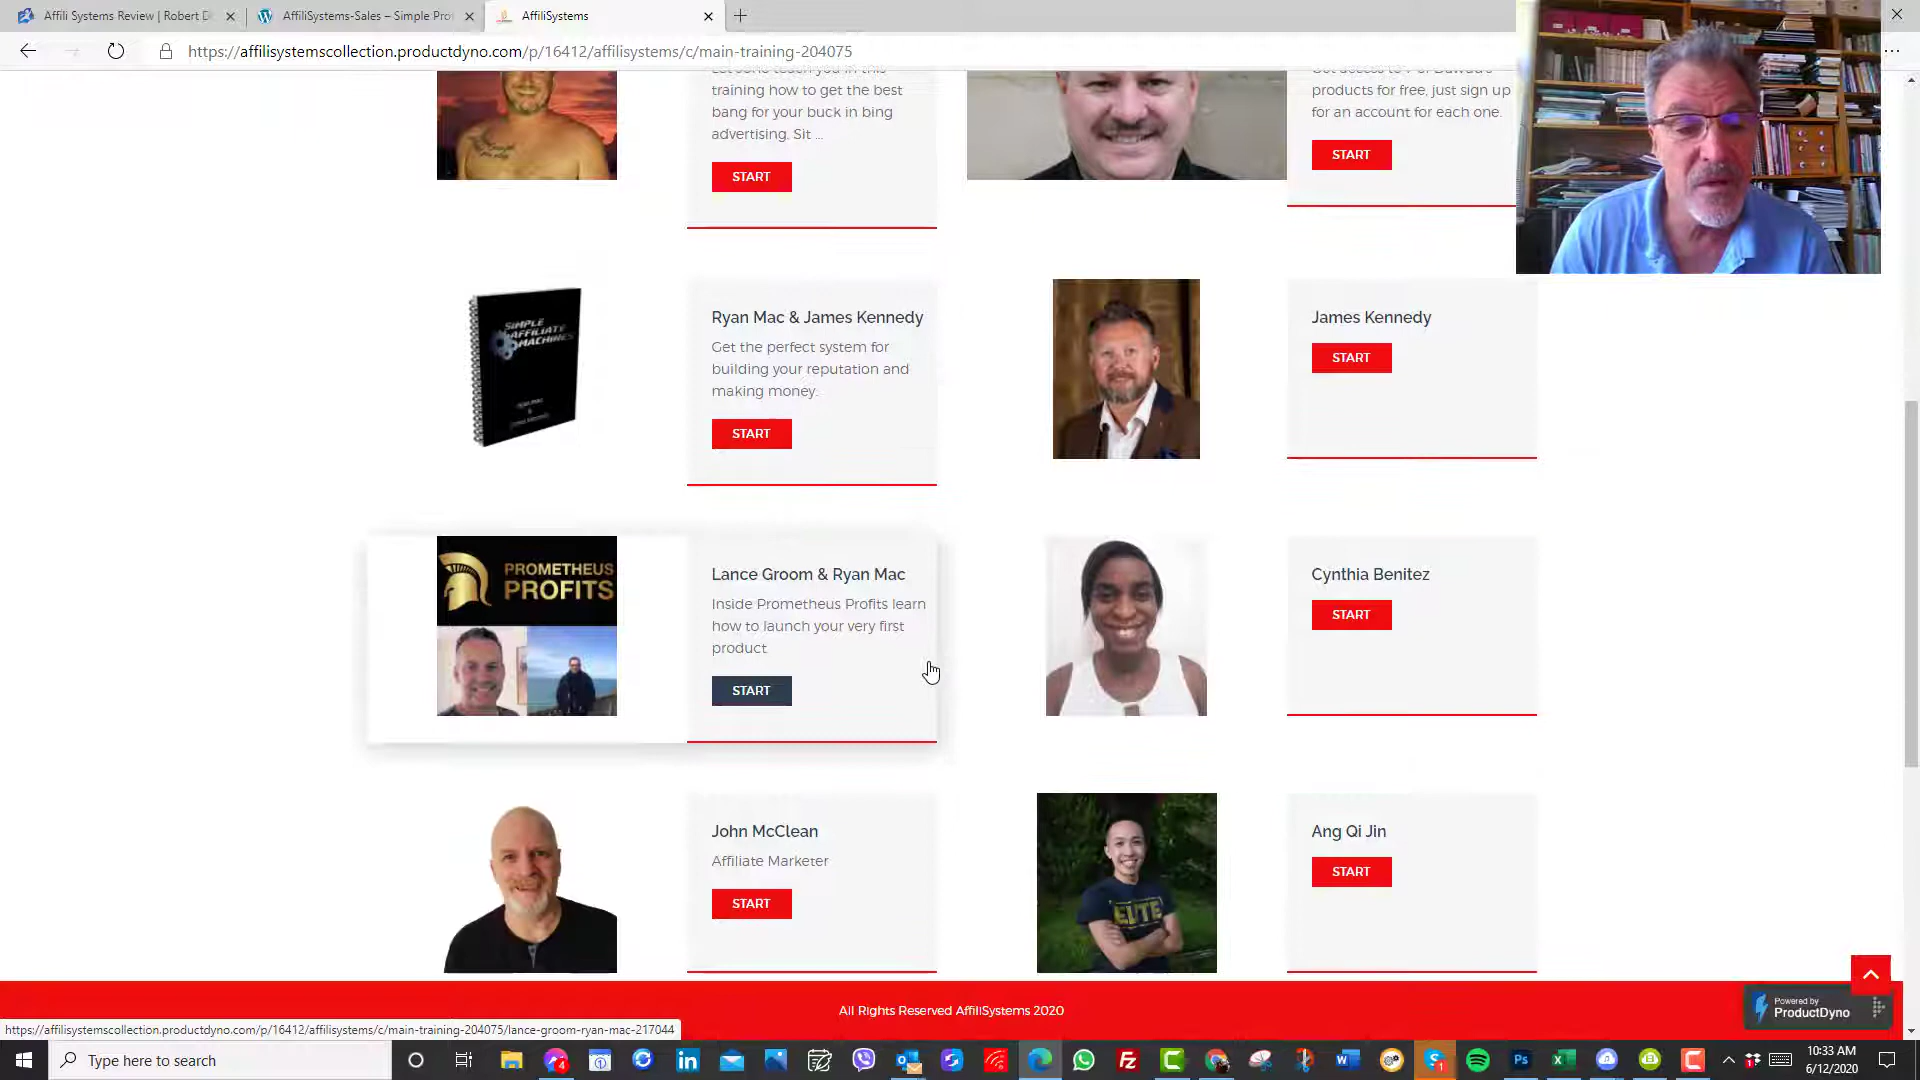 Affili Systems Review | Robert D
AffiliSystems-Sales – Simple Pro
AffiliSystems
https://affilisystemscollection.productdyno.com/p/16412/affilisystems/c/main-training-204075
training how to get the best
bang for your buck in bing
advertising. Sit ...
START
products for free, just sign up
for an account for each one.
START
SIMPLE
AFFILIATE
MACHINES
Ryan Mac & James Kennedy
Get the perfect system for
building your reputation and
making money.
START
James Kennedy
START
PROMETHEUS
PROFITS
Lance Groom & Ryan Mac
Inside Prometheus Profits learn
how to launch your very first
product
START
Cynthia Benitez
START
John McClean
Affiliate Marketer
START
ELITE
Ang Qi Jin
START
All Rights Reserved AffiliSystems 2020
Powered by
ProductDyno
https://affilisystemscollection.productdyno.com/p/16412/affilisystems/c/main-training-204075/lance-groom-ryan-mac-217044
Type here to search
10:33 AM
6/12/2020